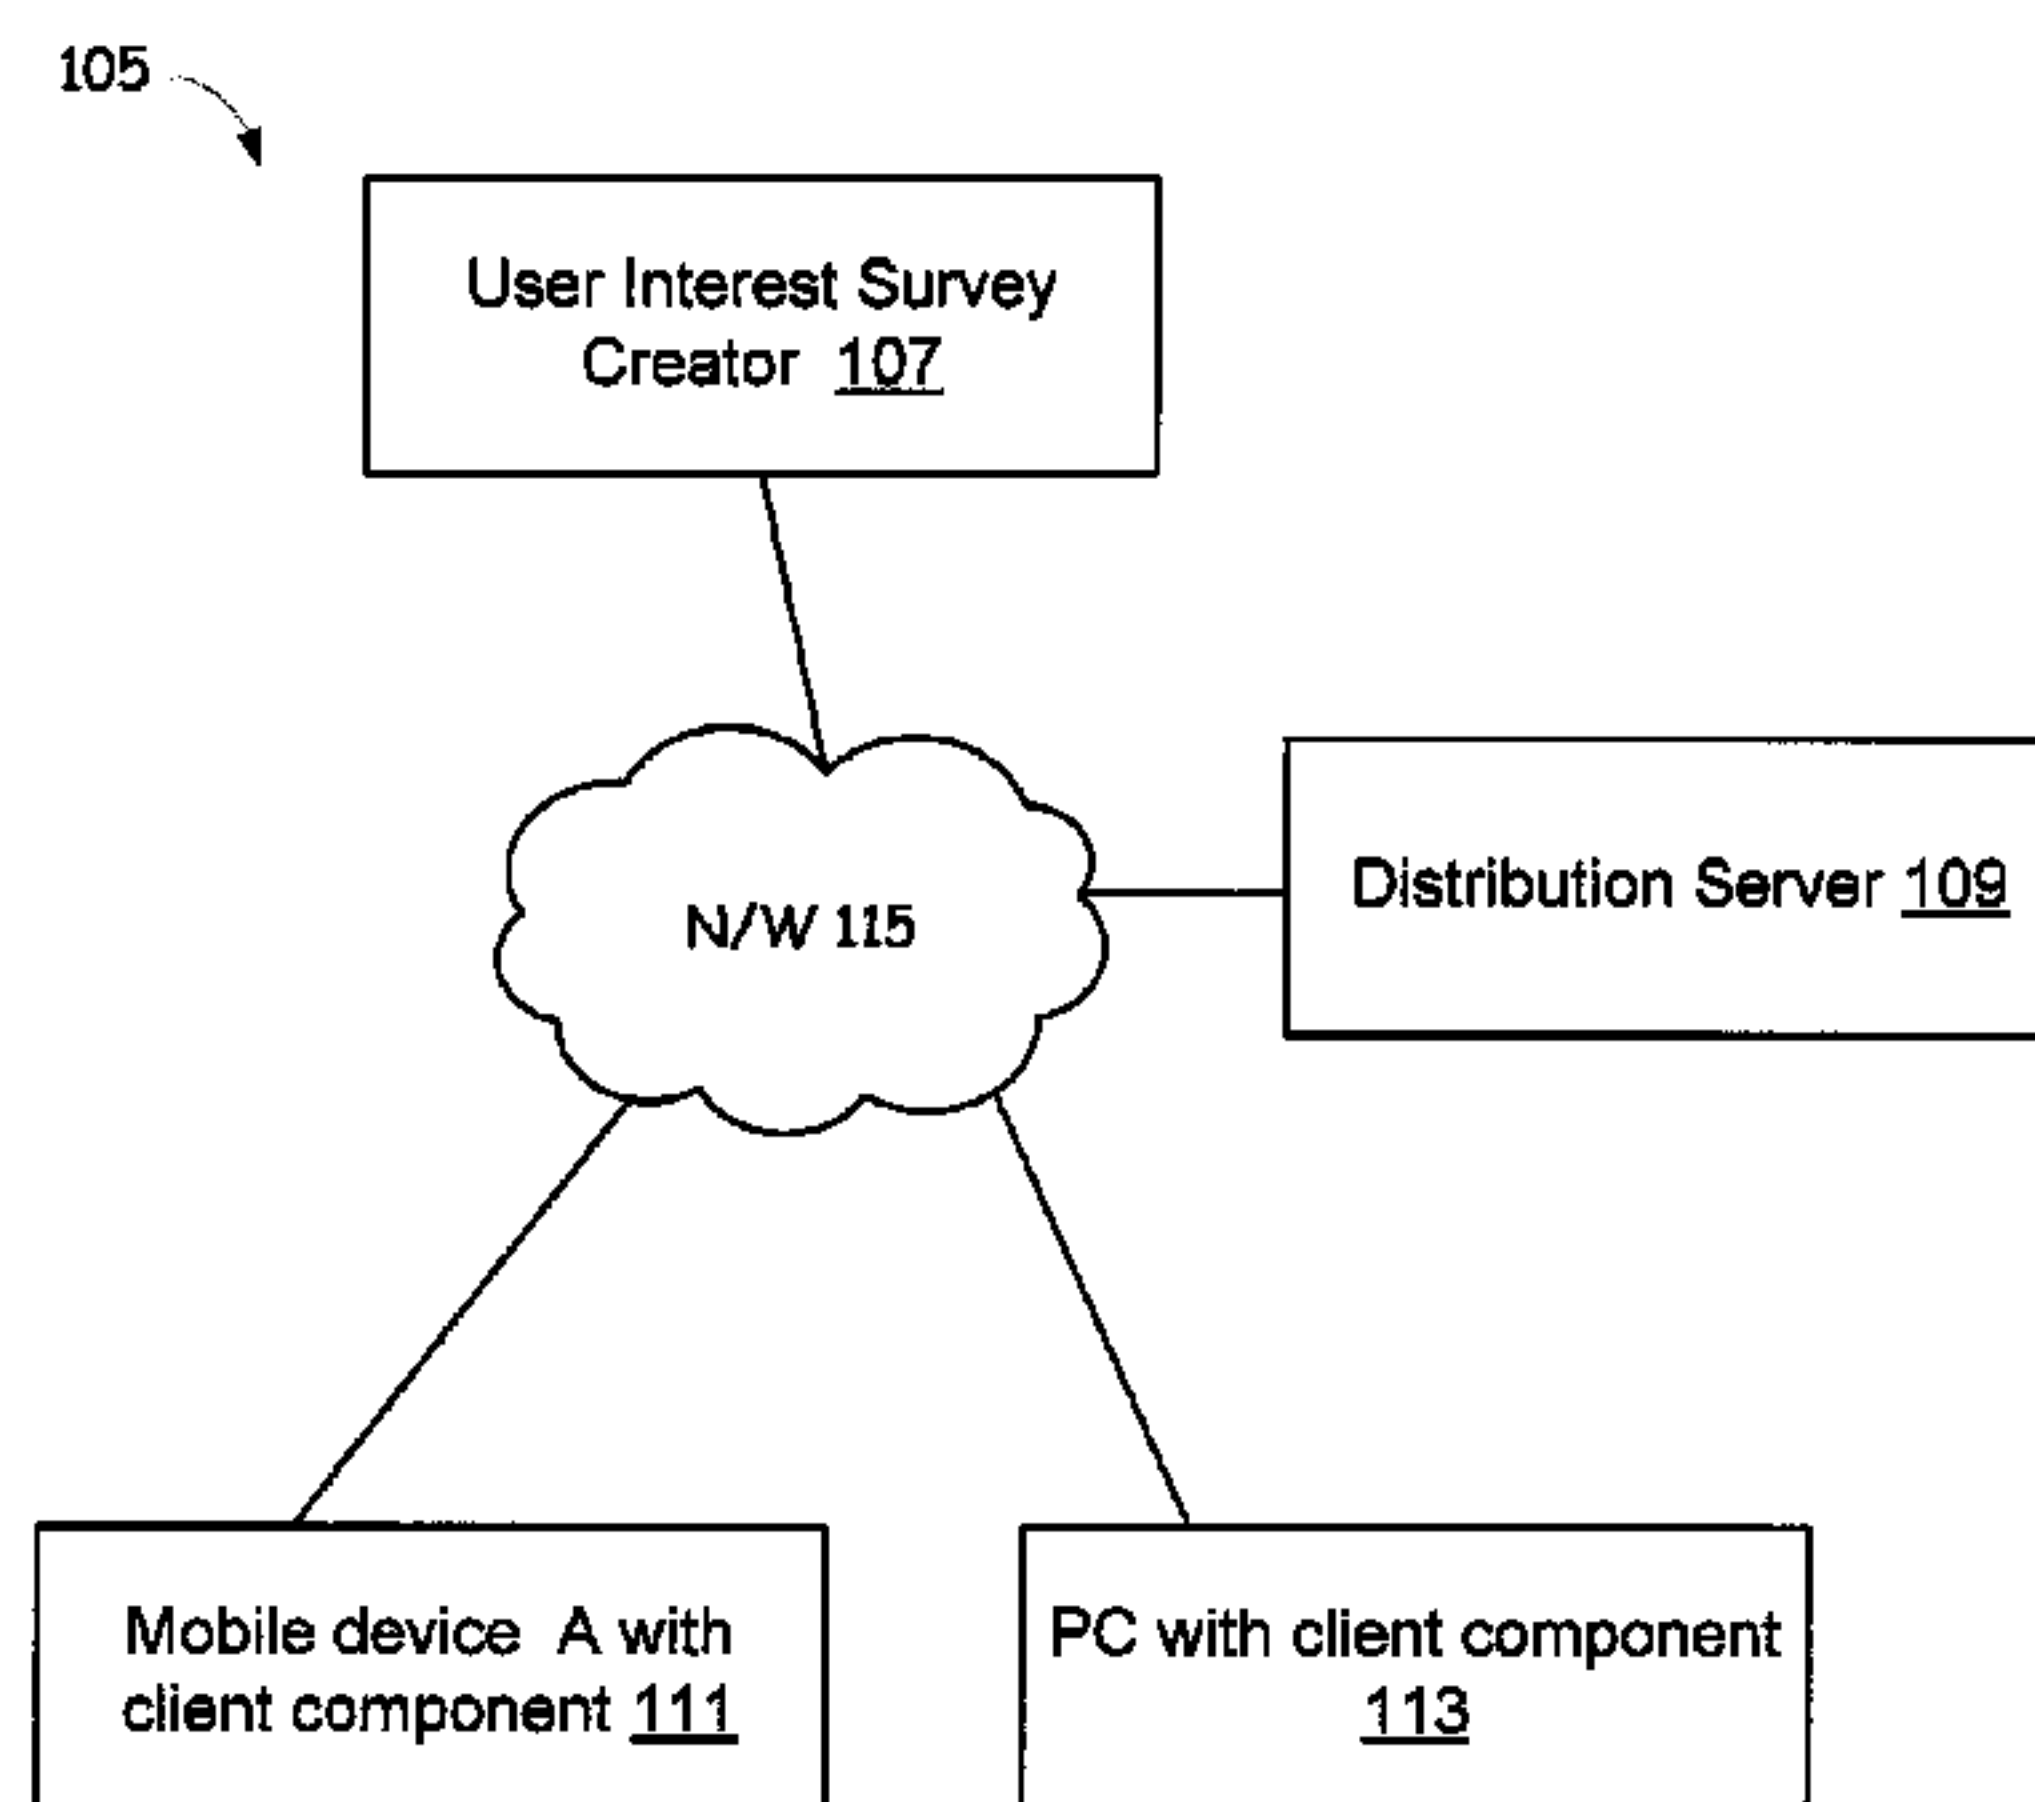 105
User Interest Survey
Creator 107
N/W 115
Distribution Server 109
Mobile device A with
client component 111
PC with client component
113